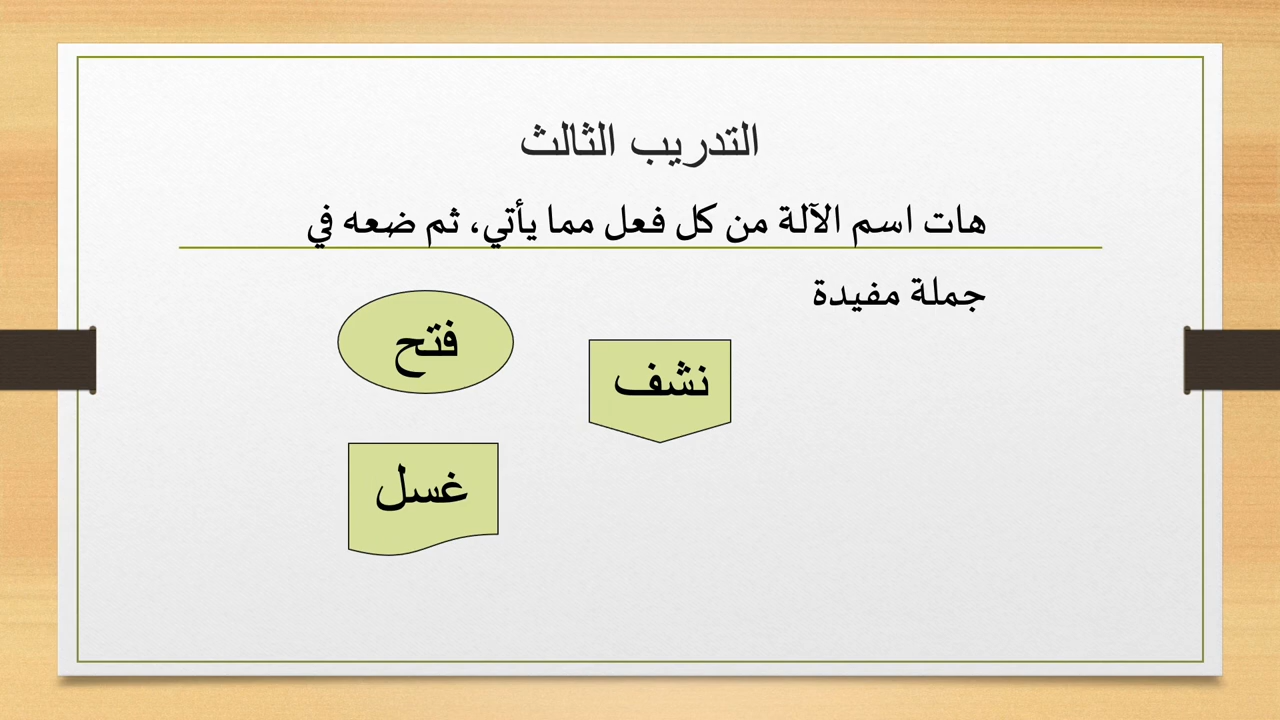 التدريب الثالث
هات اسم الآلة من كل فعل مما يأتي، ثم ضعه في
جملة مفيدة
فتح
نشف
غسل